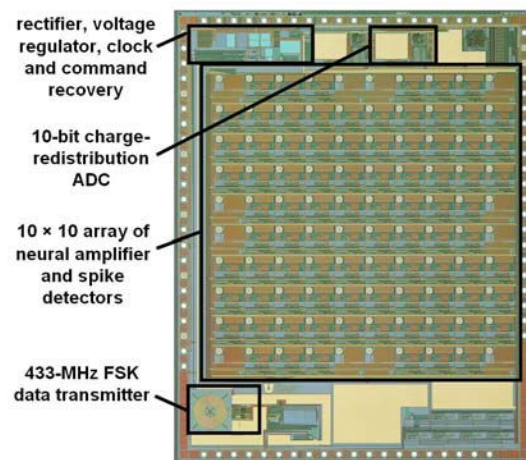 rectifier, voltage
regulator, clock
and command
recovery
10-bit charge-
redistribution
ADC
10 × 10 array of
neural amplifier
and spike
detectors
433-MHz FSK
data transmitter